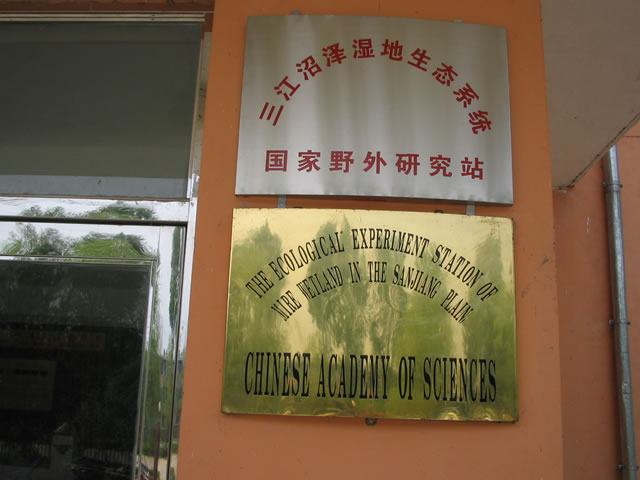 三江沼泽湿地生态系统
国家野外研究站
THE ECOLOGICAL EXPERIMENT STATION OF
MIRE WETLAND IN THE SANJIANG PLAIN
CHINESE ACADEMY OF SCIENCES